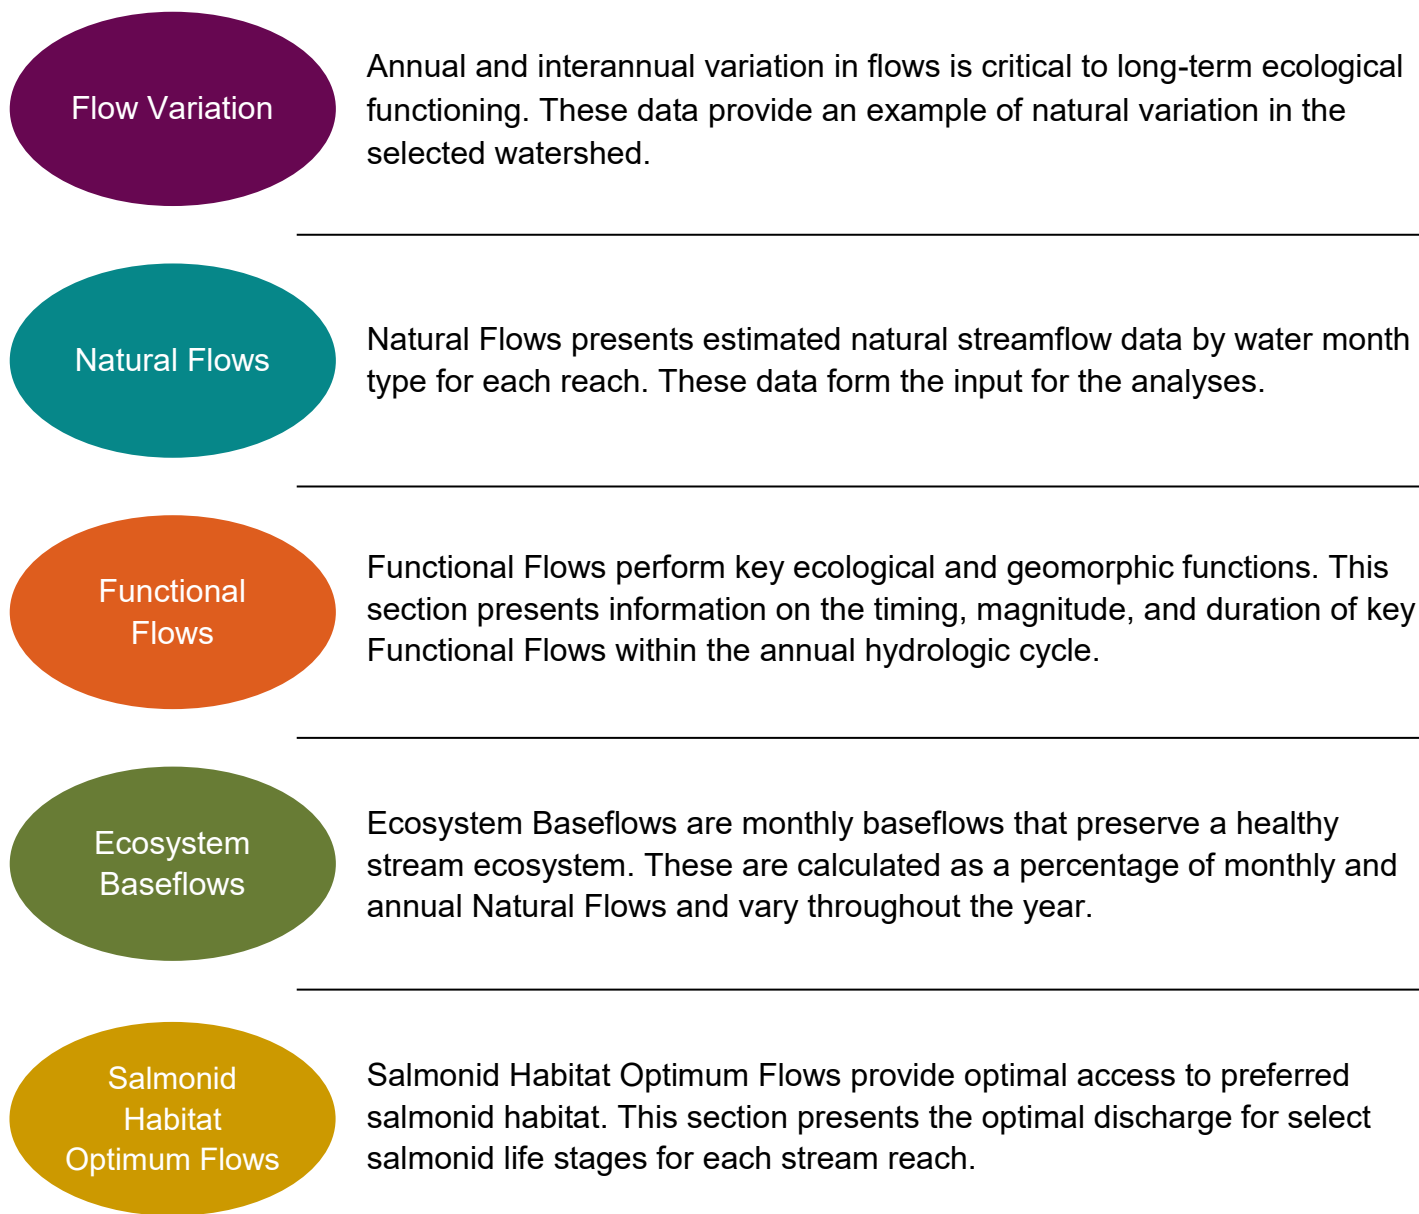 Flow Variation
Annual and interannual variation in flows is critical to long-term ecological
functioning. These data provide an example of natural variation in the
selected watershed.
Natural Flows
Natural Flows presents estimated natural streamflow data by water month
type for each reach. These data form the input for the analyses.
Functional
Flows
Functional Flows perform key ecological and geomorphic functions. This
section presents information on the timing, magnitude, and duration of key
Functional Flows within the annual hydrologic cycle.
Ecosystem
Baseflows
Ecosystem Baseflows are monthly baseflows that preserve a healthy
stream ecosystem. These are calculated as a percentage of monthly and
annual Natural Flows and vary throughout the year.
Salmonid
Habitat
Optimum Flows
Salmonid Habitat Optimum Flows provide optimal access to preferred
salmonid habitat. This section presents the optimal discharge for select
salmonid life stages for each stream reach.